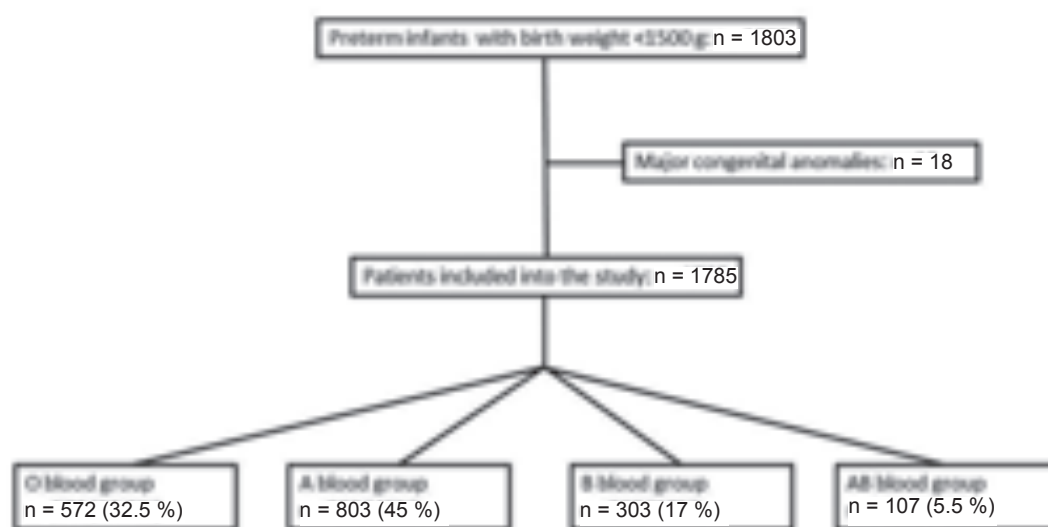 Preterm infants with birth weight <1500 g: n = 1803
Major congenital anomalies: n = 18
Patients included into the study: n = 1785
O blood group
n = 572 (32.5 %)
A blood group
n = 803 (45 %)
B blood group
n = 303 (17 %)
AB blood group
n = 107 (5.5 %)